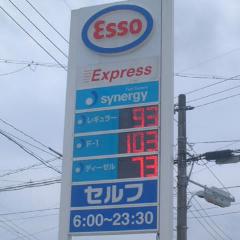 Esso
Express
synergy
レギュラー 93
F-1 103
ディーゼル 73
セルフ
6:00~23:30